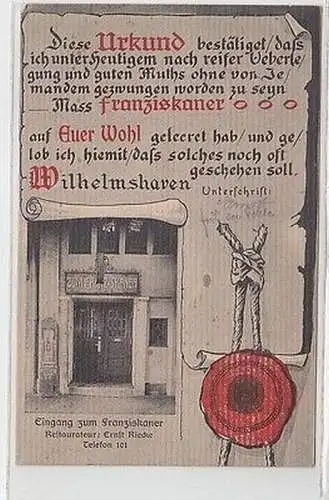 Diese Urkund bestätiget/daß
ich unter Heutigem nach reifer Ueberle
gung und guten Muths ohne von Je/
mandem gezwungen worden zu seyn
Mass Franziskaner
auf Euer Wohl geleeret hab/und ge/
lob ich hiemit/daß solches noch oft
geschehen soll.
Wilhelmshaven
Unterschrift:
Eingang zum Franziskaner
Restaurateur: Ernst Riecke
Telefon 101